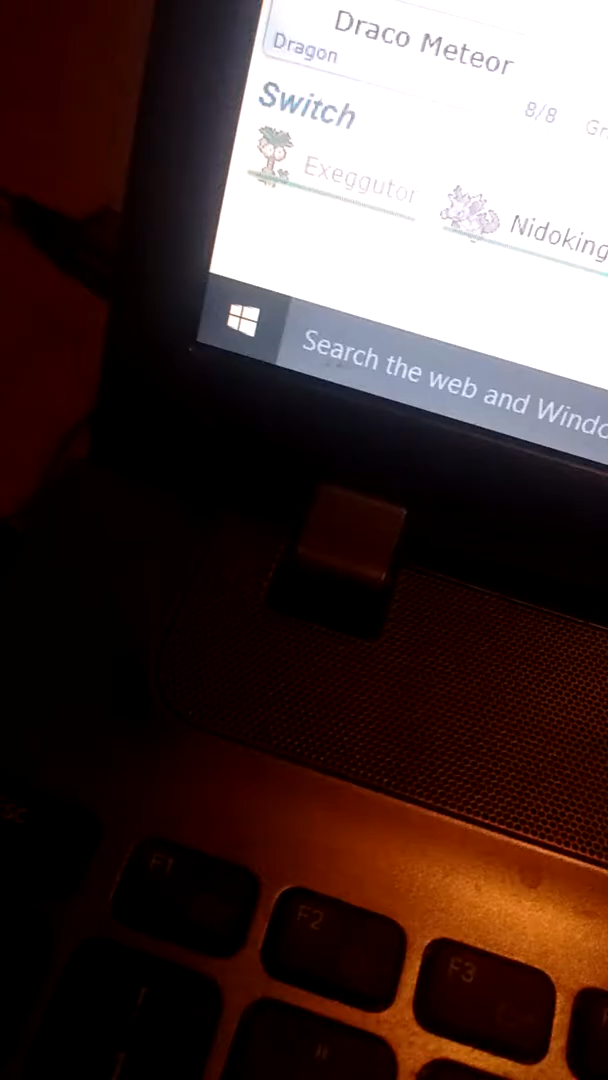 Draco Meteor
Dragon
8/8
Switch
Exeggutor
Nidoking
Search the web and Windo
F1
F2
F3